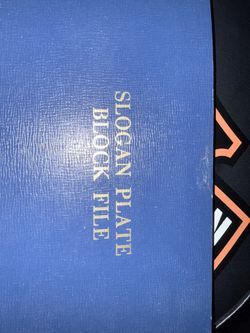 SLOGAN PLATE
BLOCK FILE